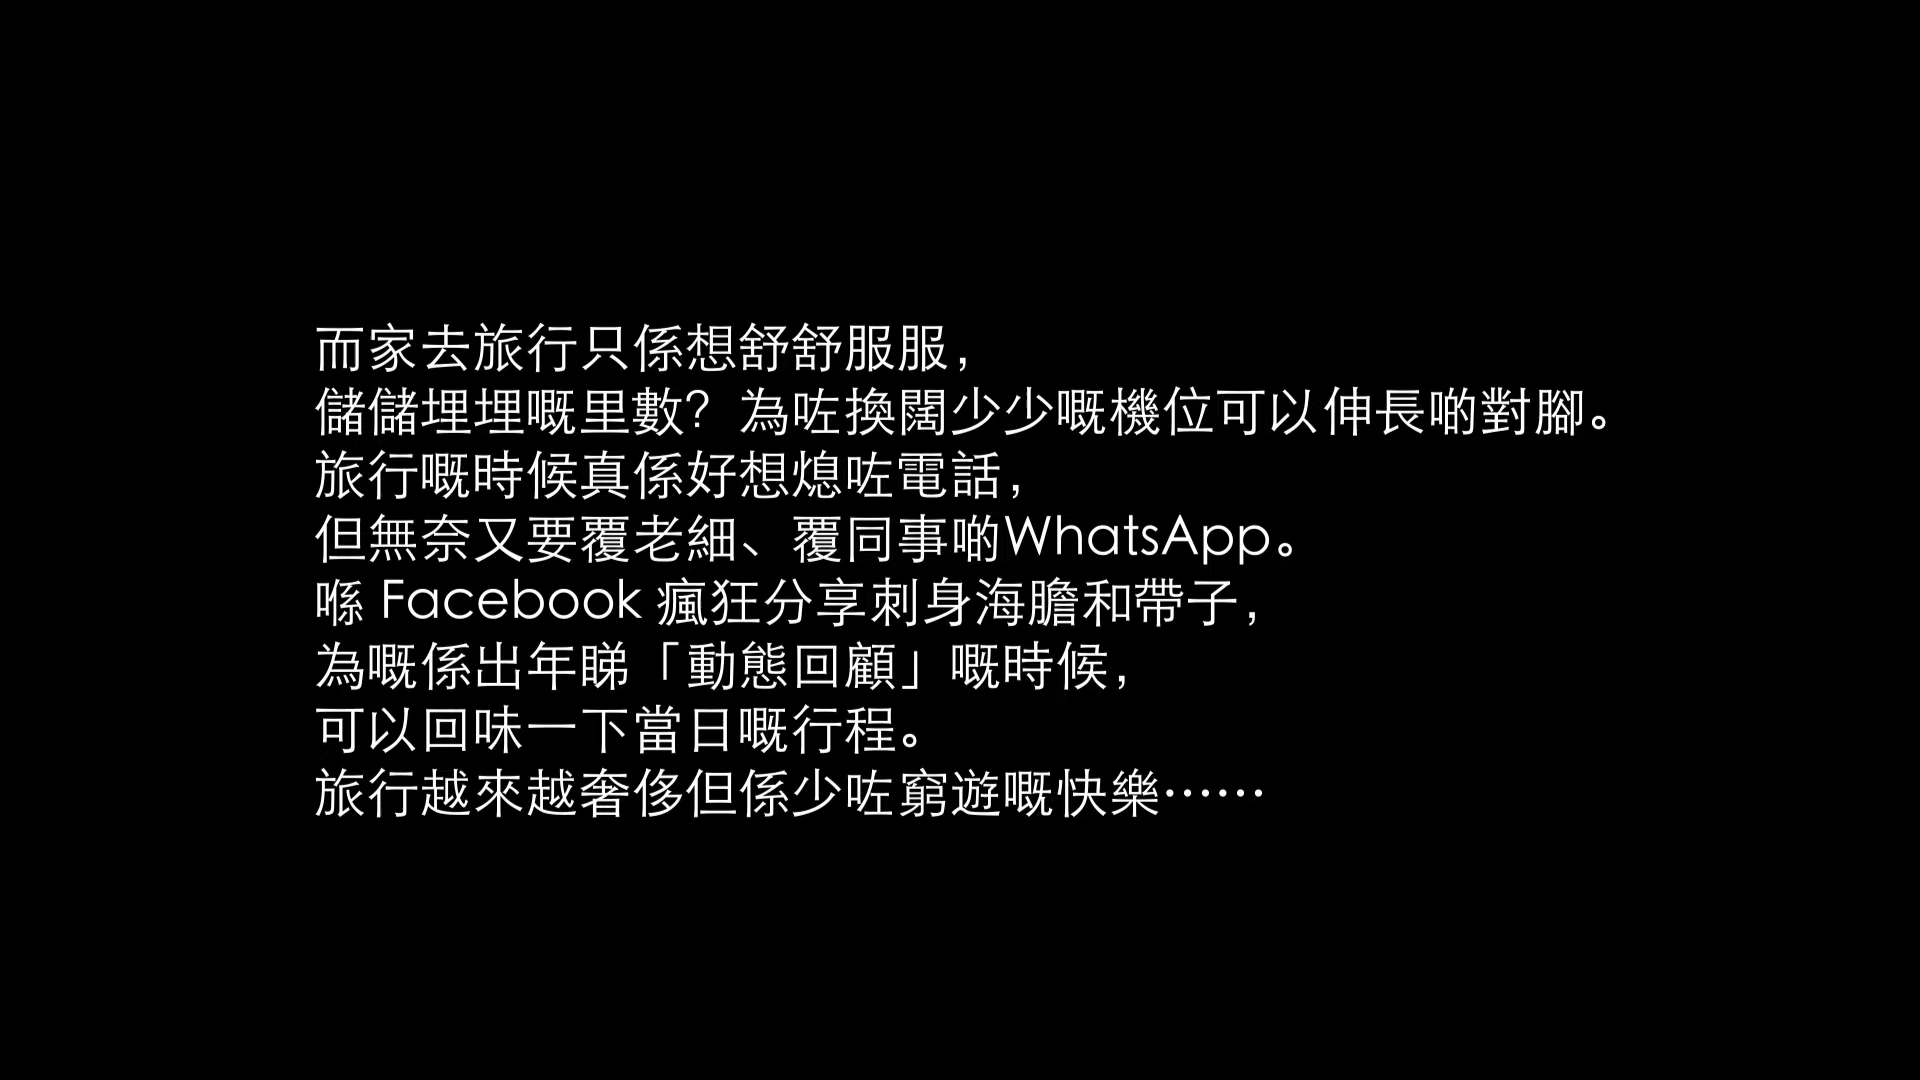 而家去旅行只係想舒舒服服，
儲儲埋埋嘅里數？為咗換闊少少嘅機位可以伸長啲對腳。
旅行嘅時候真係好想熄咗電話，
但無奈又要覆老細、覆同事啲WhatsApp。
喺 Facebook 瘋狂分享刺身海膽和帶子，
為嘅係出年睇「動態回顧」嘅時候，
可以回味一下當日嘅行程。
旅行越來越奢侈但係少咗窮遊嘅快樂……